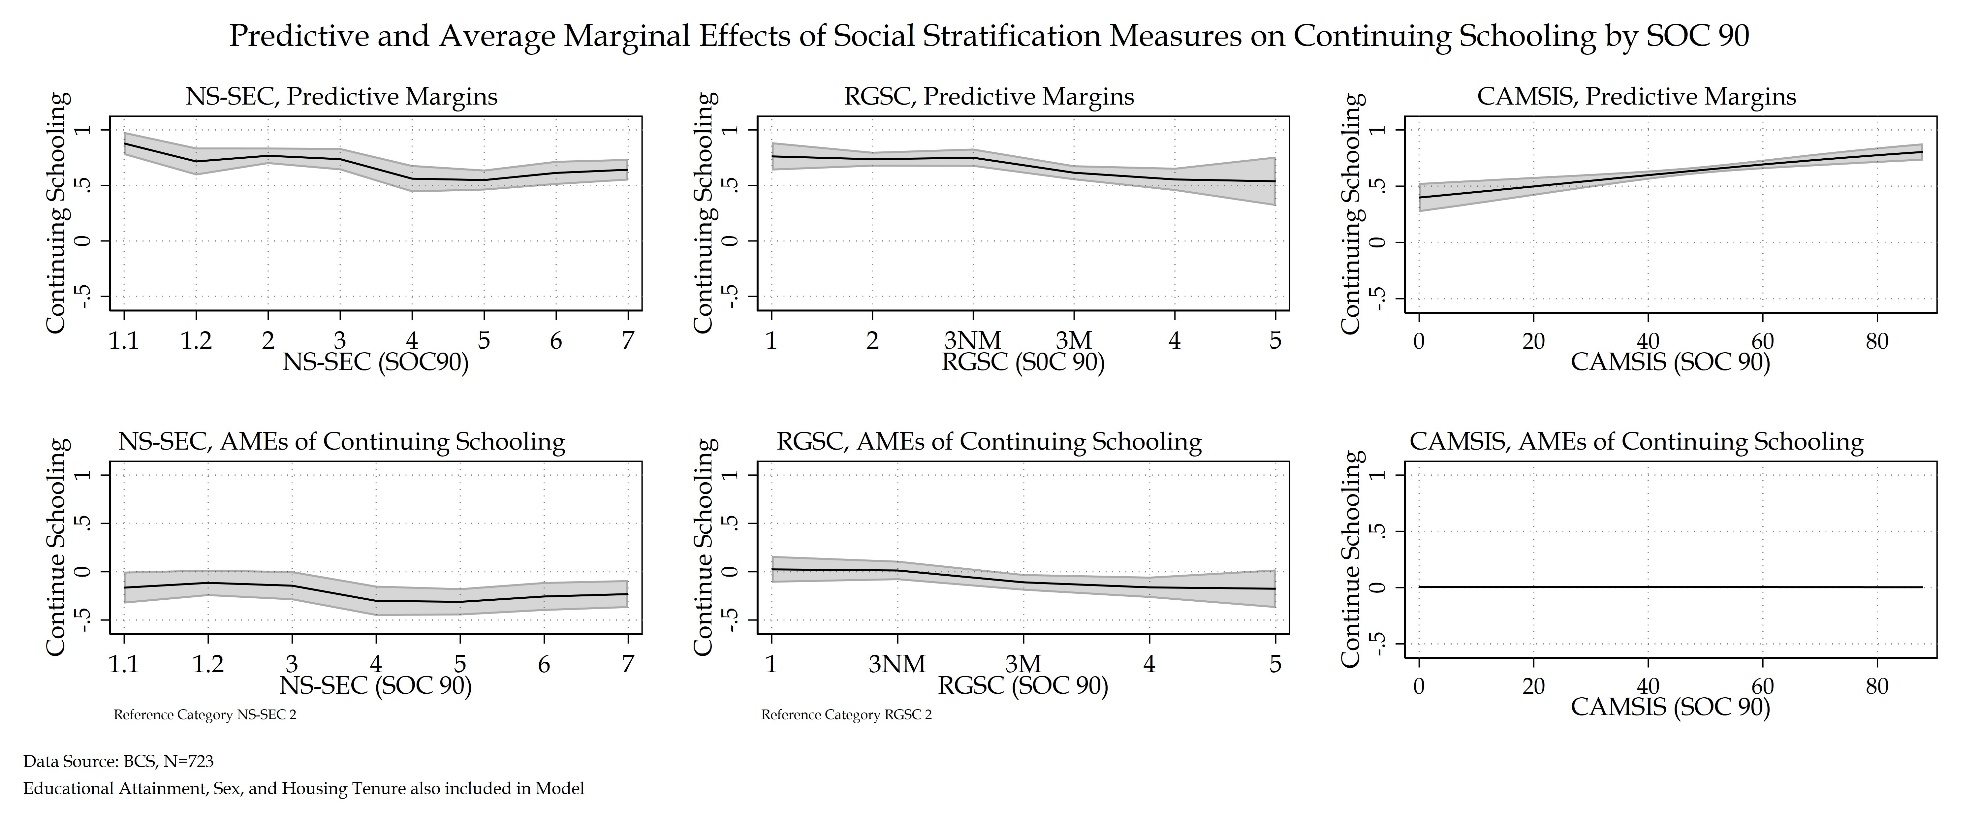 Predictive and Average Marginal Effects of Social Stratification Measures on Continuing Schooling by SOC 90
NS-SEC, Predictive Margins
Continuing Schooling
1
.5
0
-.5
1.1 1.2 2 3 4 5 6 7
NS-SEC (SOC90)
RGSC, Predictive Margins
Continuing Schooling
1
.5
0
-.5
1 2 3NM 3M 4 5
RGSC (S0C 90)
CAMSIS, Predictive Margins
Continuing Schooling
1
.5
0
-.5
0 20 40 60 80
CAMSIS (SOC 90)
NS-SEC, AMEs of Continuing Schooling
Continue Schooling
1
.5
0
-.5
1.1 1.2 3 4 5 6 7
NS-SEC (SOC 90)
Reference Category NS-SEC 2
RGSC, AMEs of Continuing Schooling
Continue Schooling
1
.5
0
-.5
1 3NM 3M 4 5
RGSC (SOC 90)
Reference Category RGSC 2
CAMSIS, AMEs of Continuing Schooling
Continue Schooling
1
.5
0
-.5
0 20 40 60 80
CAMSIS (SOC 90)
Data Source: BCS, N=723
Educational Attainment, Sex, and Housing Tenure also included in Model